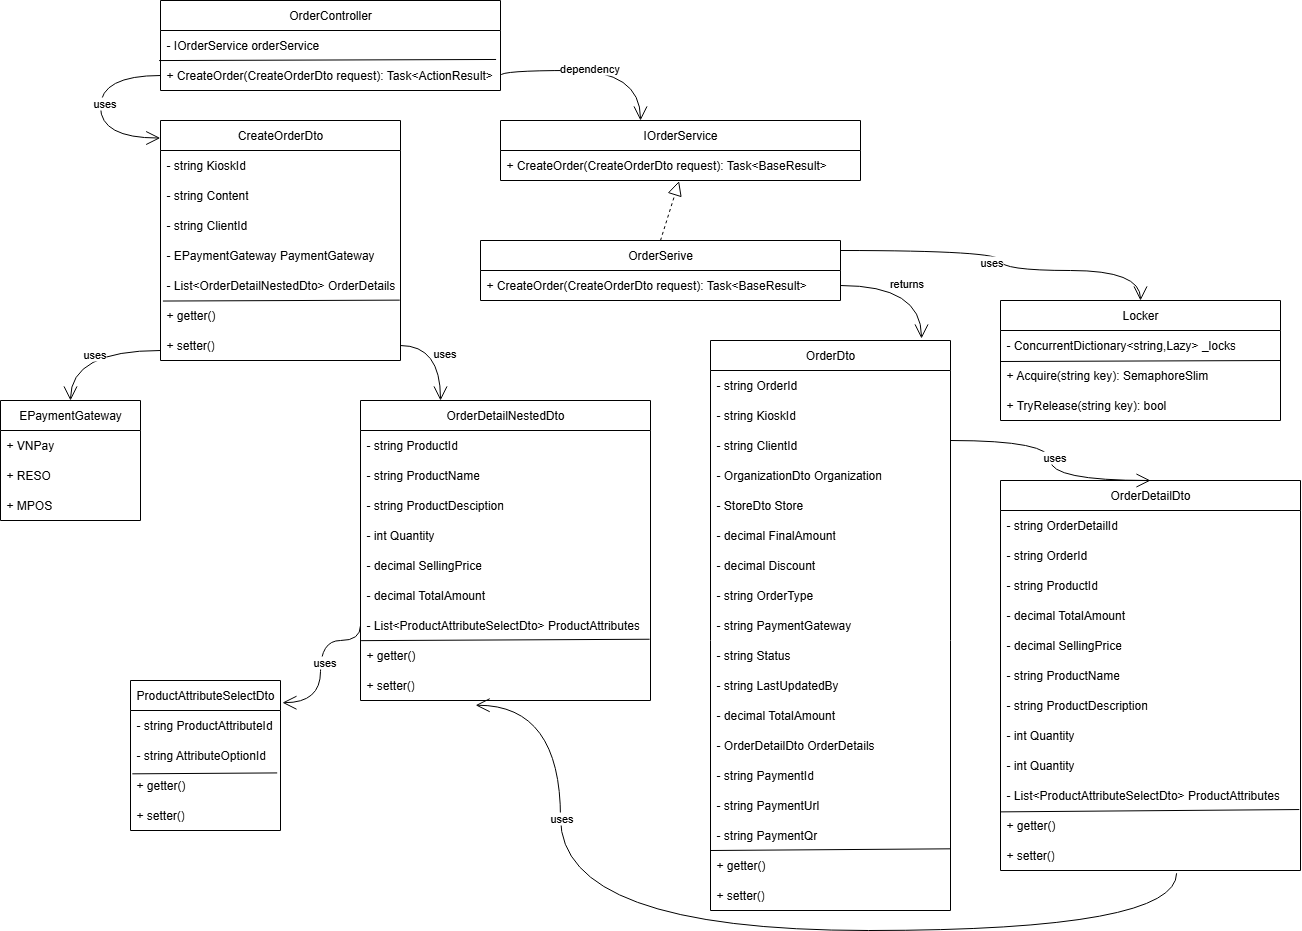 OrderController
- IOrderService orderService
+ CreateOrder(CreateOrderDto request): Task<ActionResult>
dependency
uses
CreateOrderDto
- string KioskId
- string Content
- string ClientId
- EPaymentGateway PaymentGateway
- List<OrderDetailNestedDto> OrderDetails
+ getter()
+ setter()
IOrderService
+ CreateOrder(CreateOrderDto request): Task<BaseResult>
OrderSerive
+ CreateOrder(CreateOrderDto request): Task<BaseResult>
uses
returns
Locker
- ConcurrentDictionary<string,Lazy> _locks
+ Acquire(string key): SemaphoreSlim
+ TryRelease(string key): bool
uses
uses
EPaymentGateway
+ VNPay
+ RESO
+ MPOS
OrderDetailNestedDto
- string ProductId
- string ProductName
- string ProductDesciption
- int Quantity
- decimal SellingPrice
- decimal TotalAmount
- List<ProductAttributeSelectDto> ProductAttributes
+ getter()
+ setter()
uses
ProductAttributeSelectDto
- string ProductAttributeId
- string AttributeOptionId
+ getter()
+ setter()
OrderDto
- string OrderId
- string KioskId
- string ClientId
- OrganizationDto Organization
- StoreDto Store
- decimal FinalAmount
- decimal Discount
- string OrderType
- string PaymentGateway
- string Status
- string LastUpdatedBy
- decimal TotalAmount
- OrderDetailDto OrderDetails
- string PaymentId
- string PaymentUrl
- string PaymentQr
+ getter()
+ setter()
uses
OrderDetailDto
- string OrderDetailId
- string OrderId
- string ProductId
- decimal TotalAmount
- decimal SellingPrice
- string ProductName
- string ProductDescription
- int Quantity
- int Quantity
- List<ProductAttributeSelectDto> ProductAttributes
+ getter()
+ setter()
uses